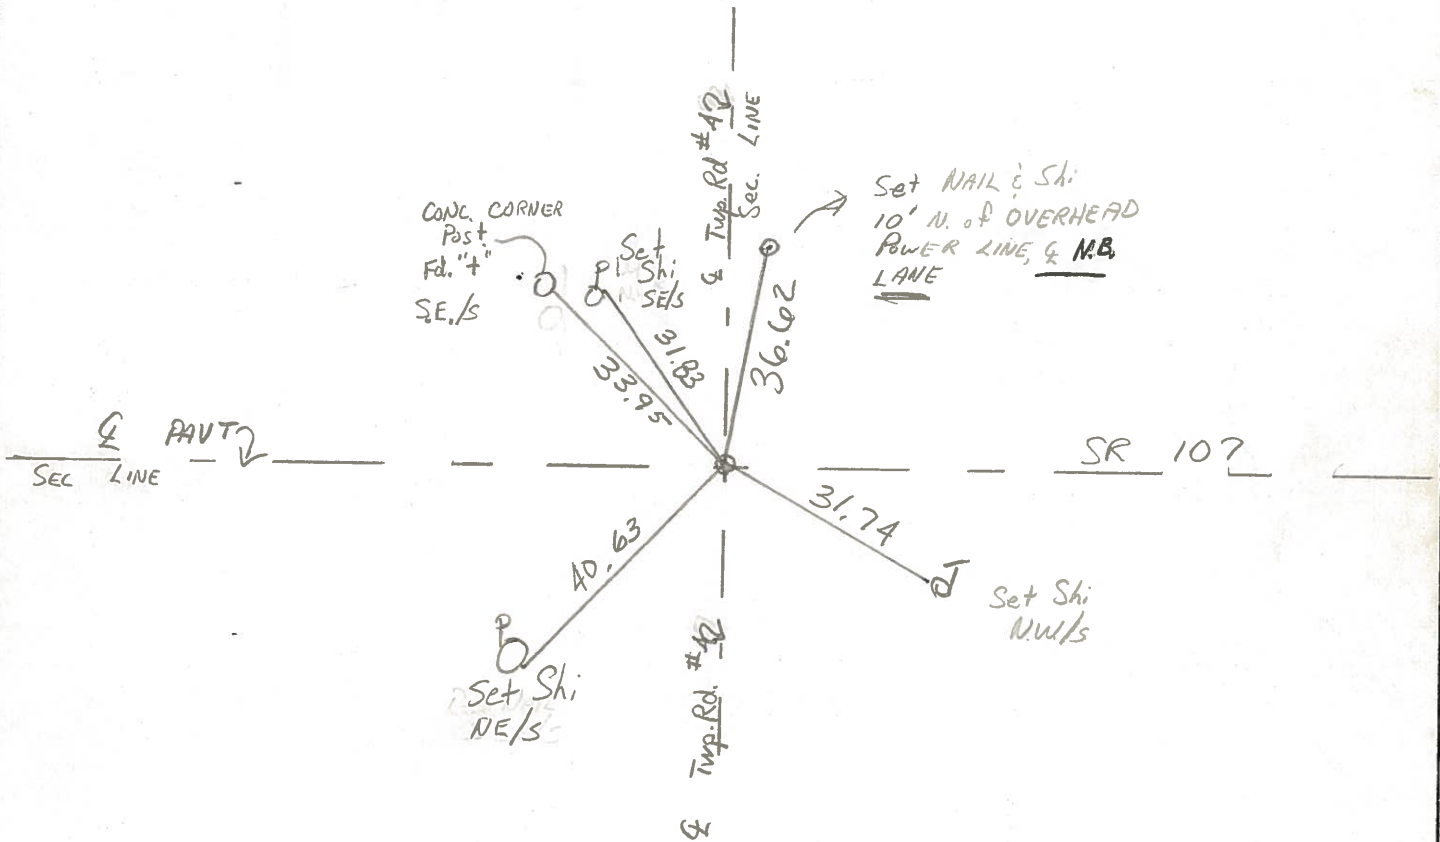 ℄ Twp. Rd #42
Sec. LINE
Set NAIL & Shi
10' N. of OVERHEAD
POWER LINE, ℄ N.B.
LANE
CONC. CORNER
Post
Fd. "+"
S.E./s
P
Set
Shi
SE/s
31.83
33.95
36.62
℄ PAVT
SEC LINE
SR 107
31.74
40.63
Set Shi
N.W/s
P
Set Shi
NE/s
℄ Twp. Rd. #42